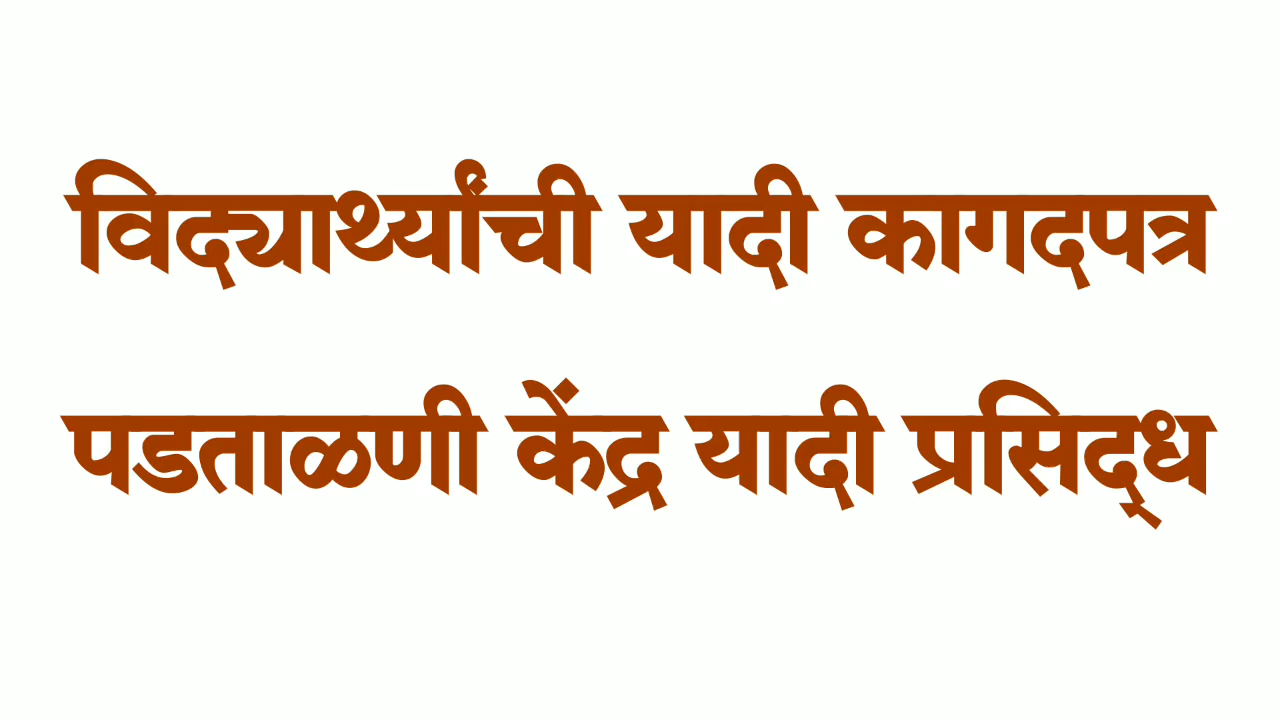 विद्यार्थ्यांची यादी कागदपत्र
पडताळणी केंद्र यादी प्रसिद्‌ध